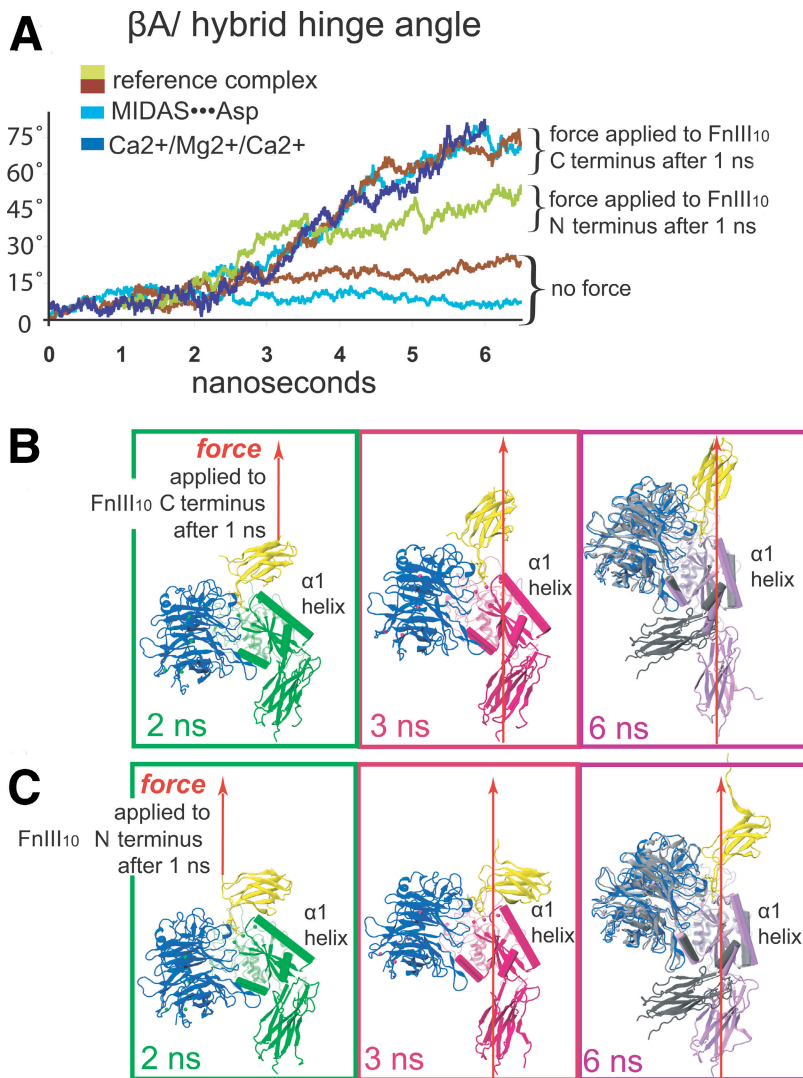 A
βA/ hybrid hinge angle
reference complex
MIDAS•••Asp
Ca2+/Mg2+/Ca2+
75°
60°
45°
30°
15°
0
force applied to FnIII10
C terminus after 1 ns
force applied to FnIII10
N terminus after 1 ns
no force
0 1 2 3 4 5 6
nanoseconds
B
force
applied to
FnIII10 C terminus
after 1 ns
α1
helix
2 ns
α1
helix
3 ns
α1
helix
6 ns
C
force
applied to
FnIII10 N terminus
after 1 ns
α1
helix
2 ns
α1
helix
3 ns
α1
helix
6 ns